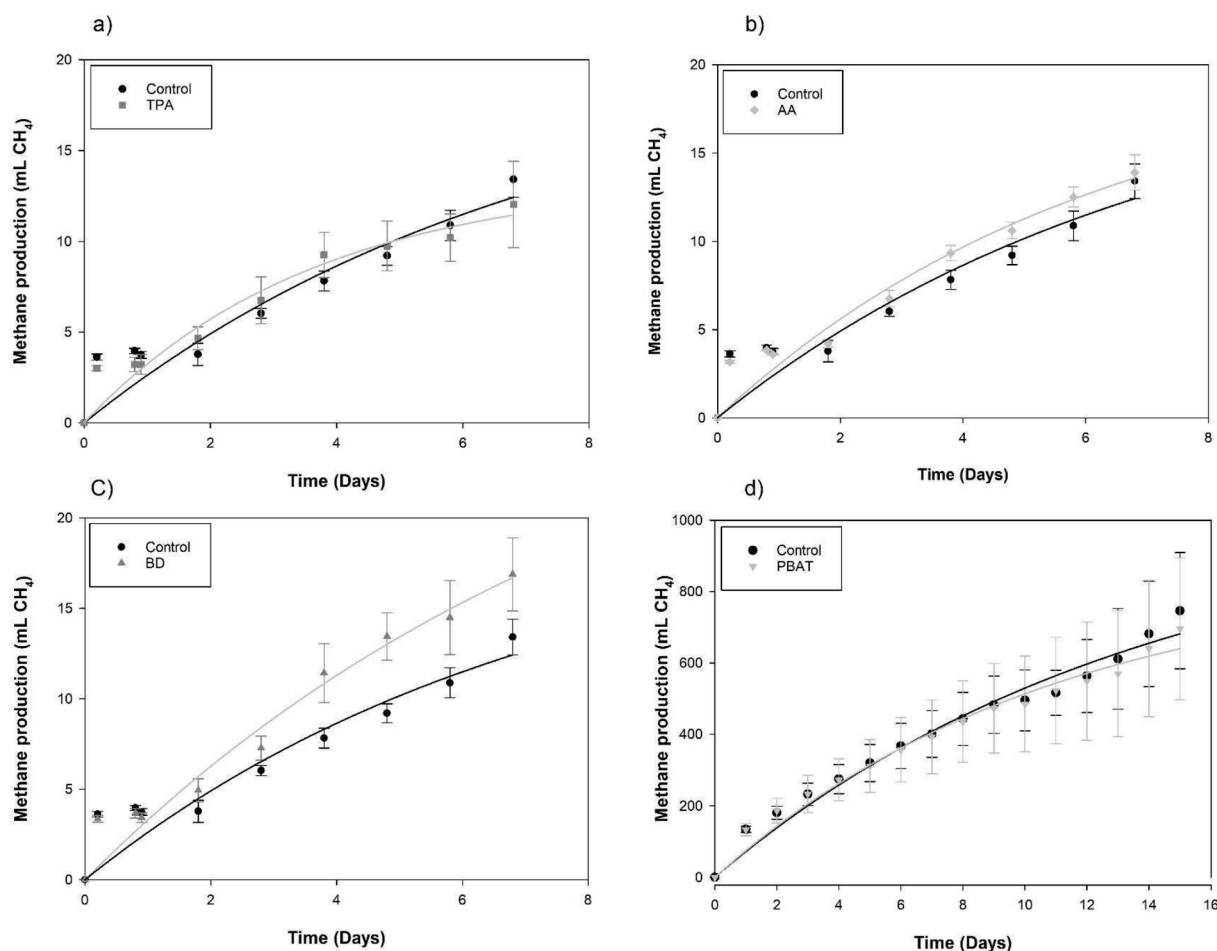 a)
20
15
10
5
0
Methane production (mL CH₄)
Control
TPA
0 2 4 6 8
Time (Days)
b)
20
15
10
5
0
Methane production (mL CH₄)
Control
AA
0 2 4 6 8
Time (Days)
C)
20
15
10
5
0
Methane production (mL CH₄)
Control
BD
0 2 4 6 8
Time (Days)
d)
1000
800
600
400
200
0
Methane production (mL CH₄)
Control
PBAT
0 2 4 6 8 10 12 14 16
Time (Days)